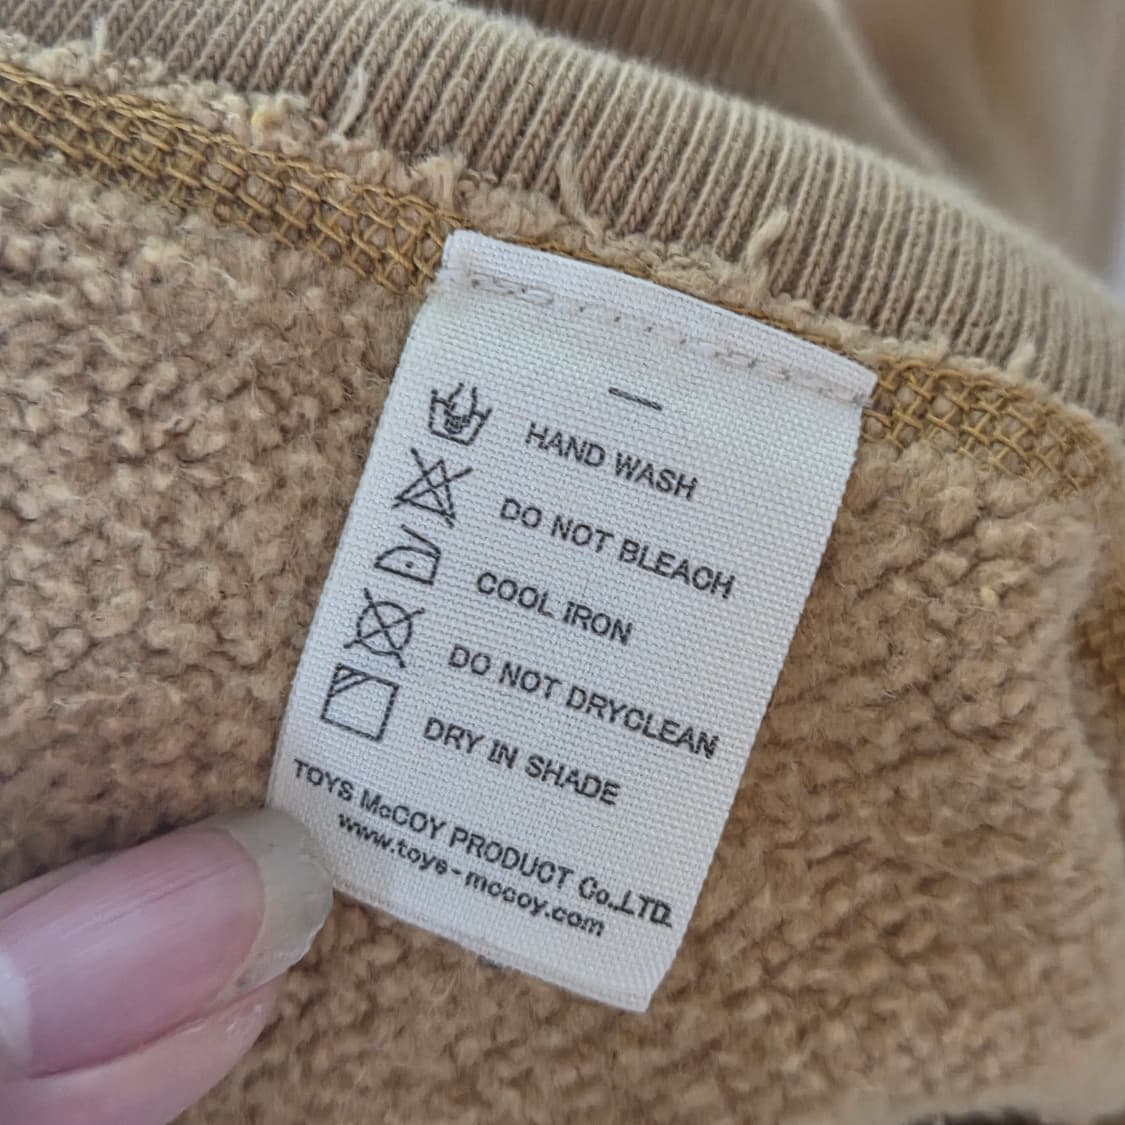 HAND WASH
DO NOT BLEACH
COOL IRON
DO NOT DRYCLEAN
DRY IN SHADE
TOYS McCOY PRODUCT Co.,LTD.
www.toys-mccoy.com